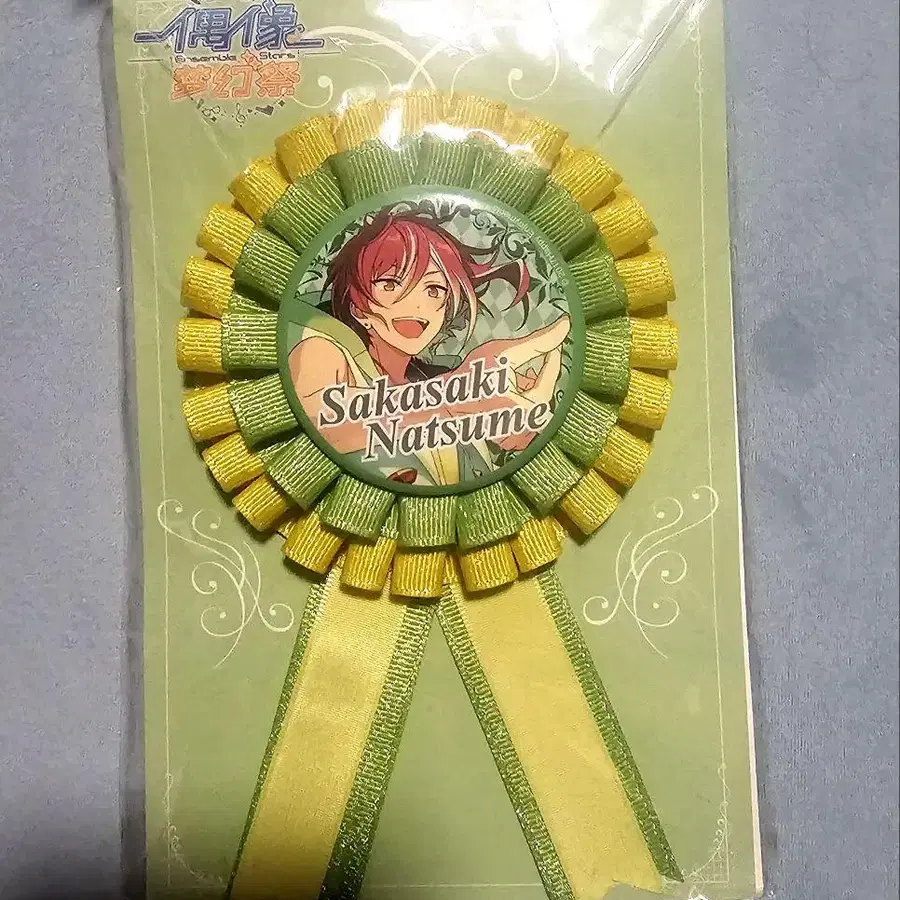 偶像
Ensemble Stars
梦幻祭
Sakasaki
Natsume